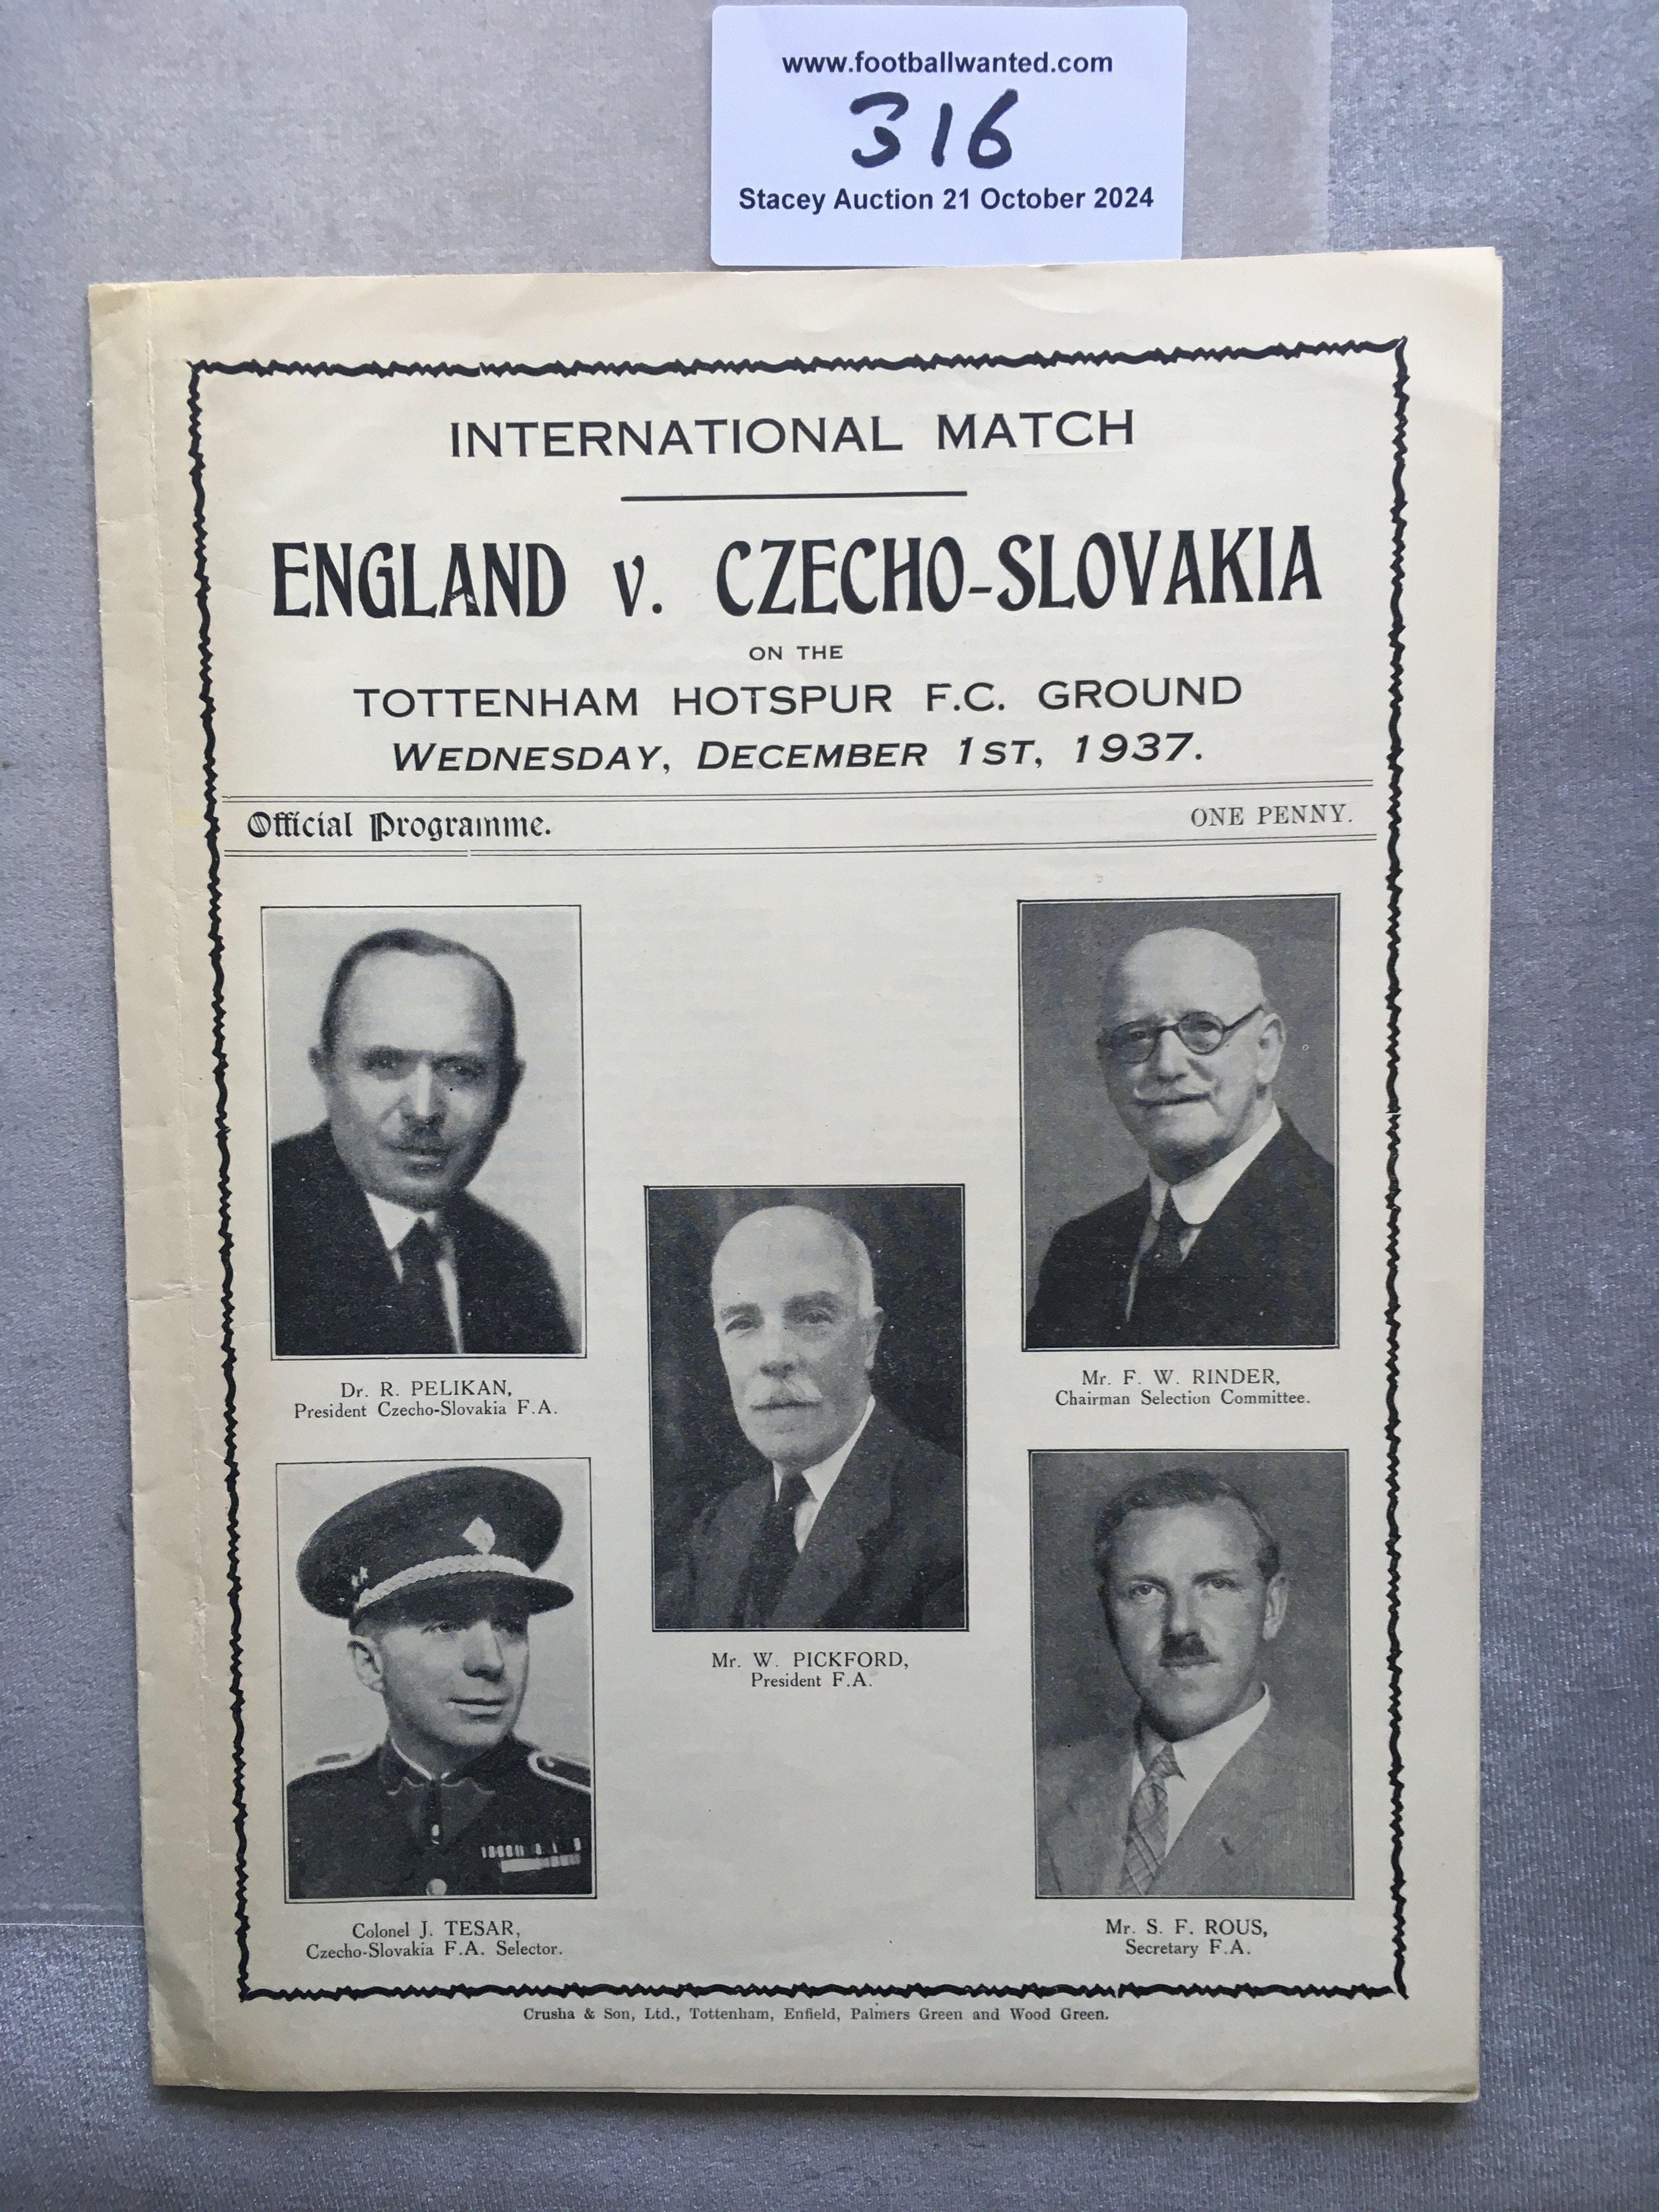 www.footballwanted.com
316
Stacey Auction 21 October 2024
INTERNATIONAL MATCH
ENGLAND v. CZECHO-SLOVAKIA
ON THE
TOTTENHAM HOTSPUR F.C. GROUND
WEDNESDAY, DECEMBER 1ST, 1937.
Official Programme. ONE PENNY.
Dr. R. PELIKAN,
President Czecho-Slovakia F.A.
Mr. F. W. RINDER,
Chairman Selection Committee.
Mr. W. PICKFORD,
President F.A.
Colonel J. TESAR,
Czecho-Slovakia F.A. Selector.
Mr. S. F. ROUS,
Secretary F.A.
Crusha & Son, Ltd., Tottenham, Enfield, Palmers Green and Wood Green.